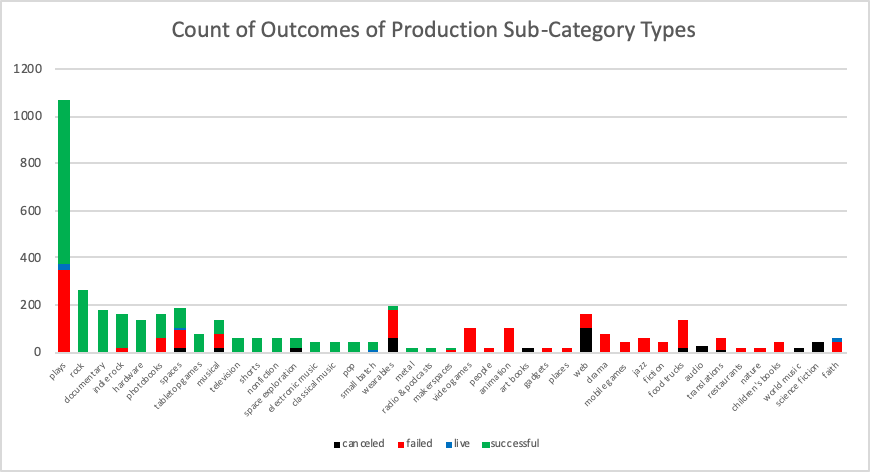 Count of Outcomes of Production Sub-Category Types
1200
1000
800
600
400
200
0
plays
rock
documentary
indie rock
hardware
photobooks
spaces
tabletop games
musical
television
shorts
nonfiction
space exploration
electronic music
classical music
pop
small batch
wearables
metal
radio & podcasts
makerspaces
video games
people
animation
art books
gadgets
places
web
drama
mobile games
jazz
fiction
food trucks
audio
translations
restaurants
nature
children's books
world music
science fiction
faith
canceled failed live successful